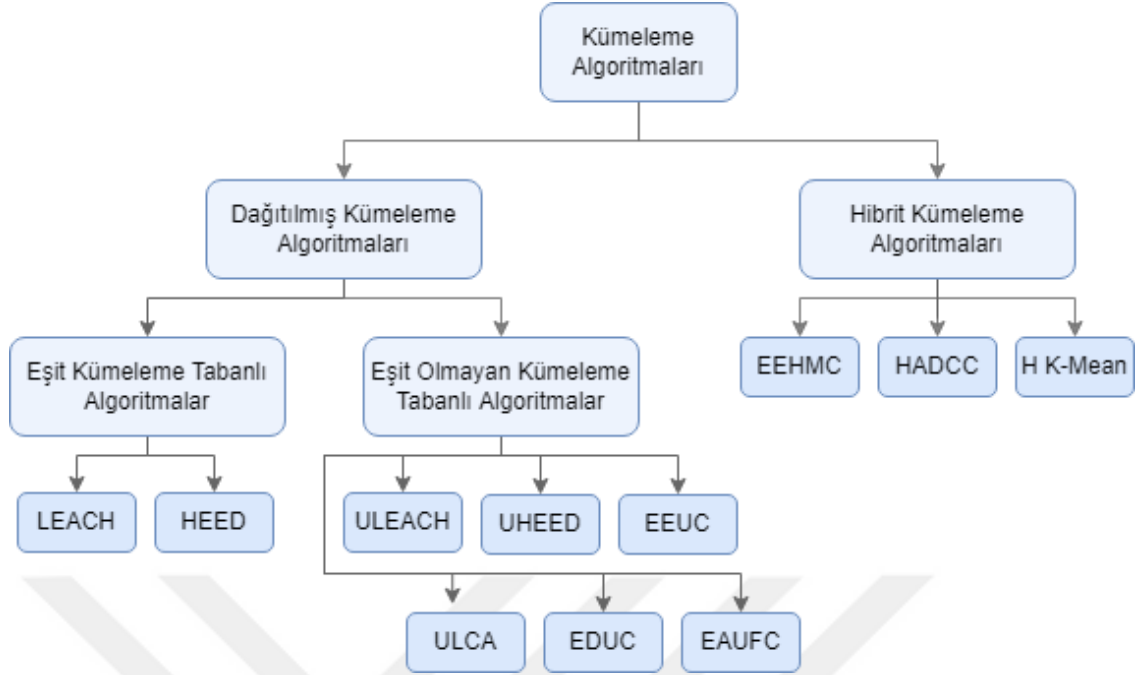 Kümeleme
Algoritmaları
Dağıtılmış Kümeleme
Algoritmaları
Hibrit Kümeleme
Algoritmaları
Eşit Kümeleme Tabanlı
Algoritmalar
Eşit Olmayan Kümeleme
Tabanlı Algoritmalar
EEHMC
HADCC
H K-Mean
LEACH
HEED
ULEACH
UHEED
EEUC
ULCA
EDUC
EAUFC